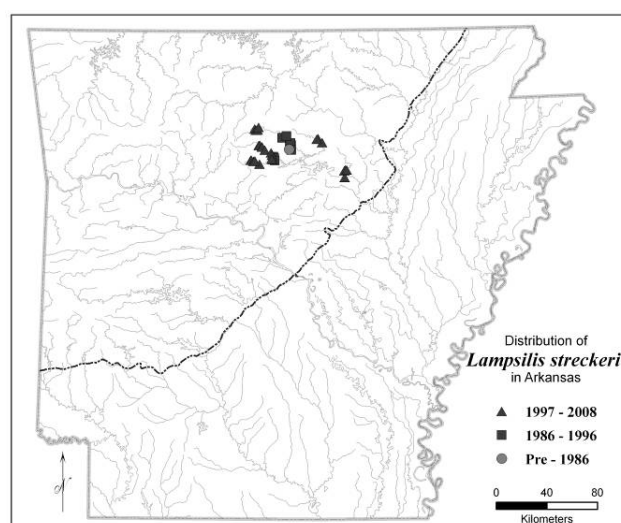 Distribution of
Lampsilis streckeri
in Arkansas
1997 - 2008
1986 - 1996
Pre - 1986
0 40 80
Kilometers
N